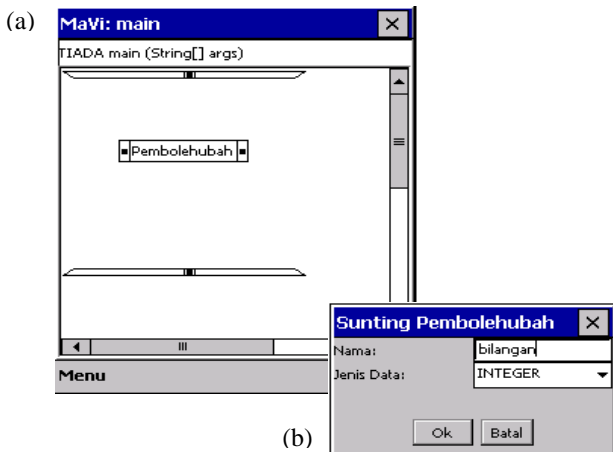 (a)
MaVi: main
TIADA main (String[] args)
Pembolehubah
Menu
(b)
Sunting Pembolehubah
Nama: bilangan
Jenis Data: INTEGER
Ok Batal